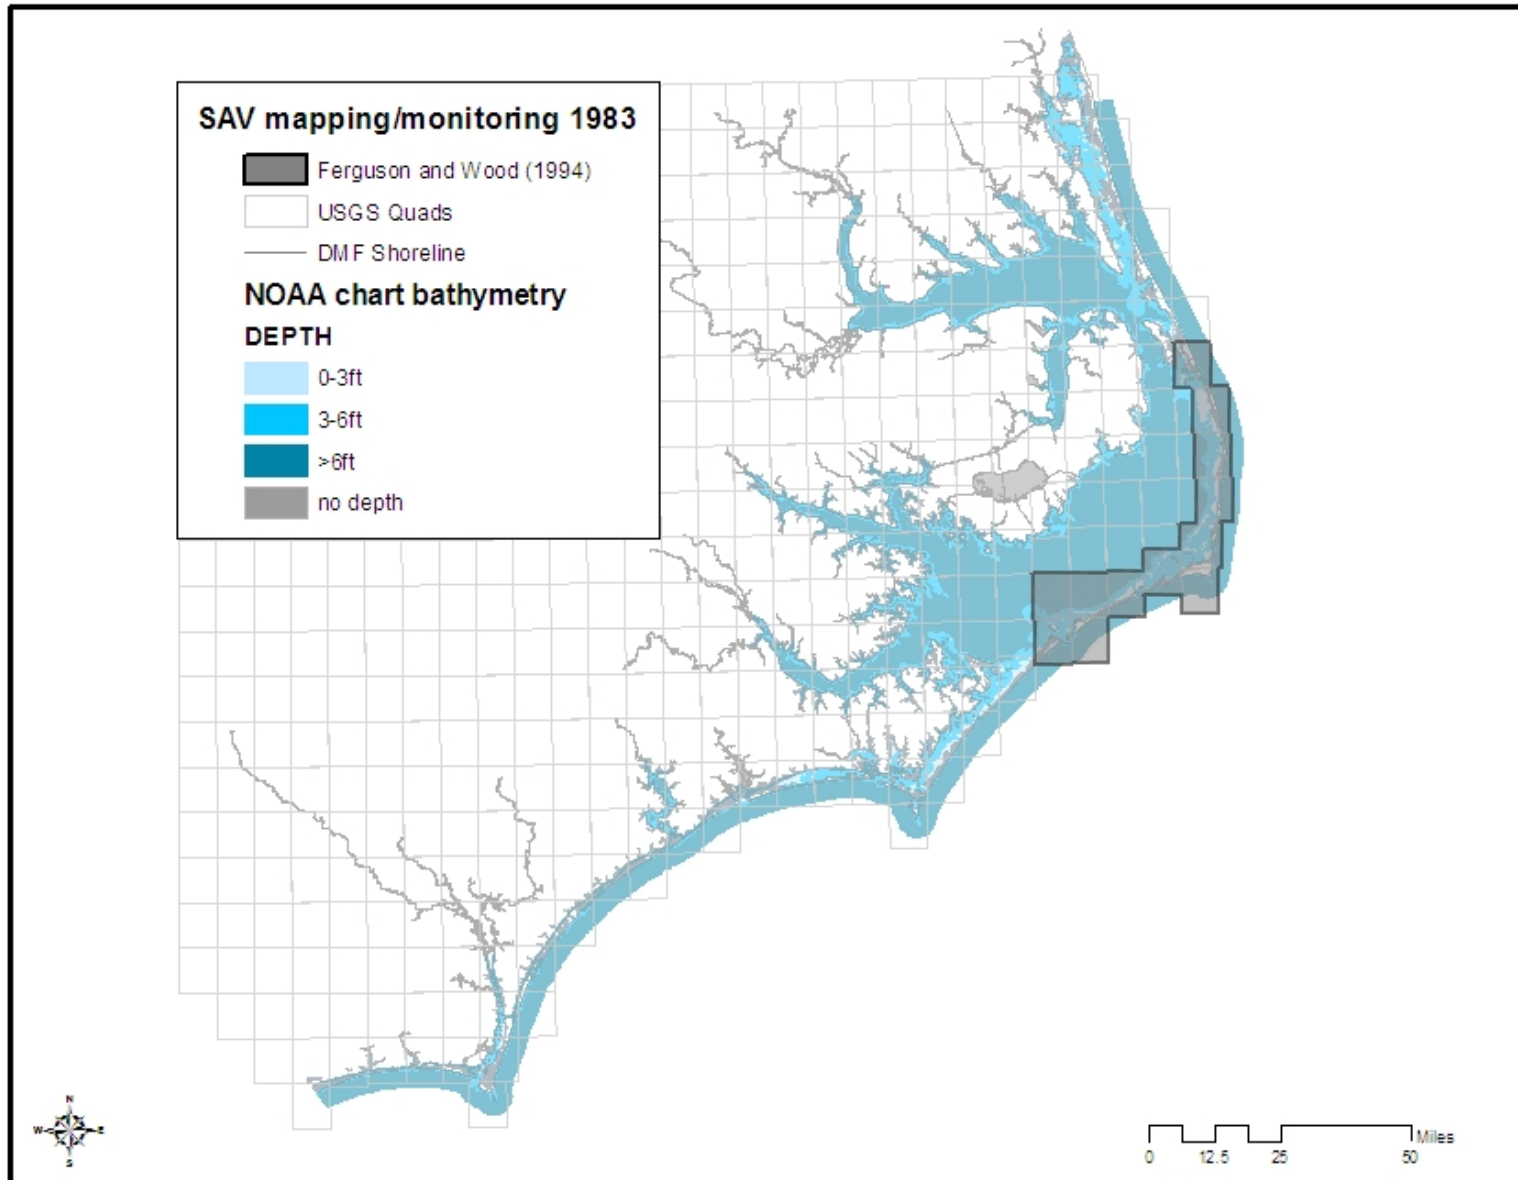 SAV mapping/monitoring 1983
Ferguson and Wood (1994)
USGS Quads
DMF Shoreline
NOAA chart bathymetry
DEPTH
0-3ft
3-6ft
>6ft
no depth
N
W E
S
Miles
0 12.5 25 50